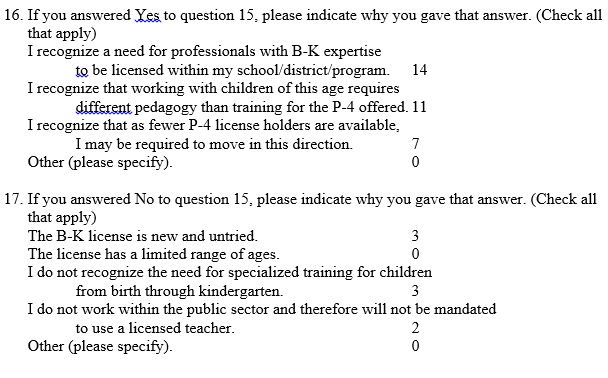 16. If you answered Yes to question 15, please indicate why you gave that answer. (Check all
that apply)
I recognize a need for professionals with B-K expertise
to be licensed within my school/district/program. 14
I recognize that working with children of this age requires
different pedagogy than training for the P-4 offered. 11
I recognize that as fewer P-4 license holders are available,
I may be required to move in this direction. 7
Other (please specify). 0
17. If you answered No to question 15, please indicate why you gave that answer. (Check all
that apply)
The B-K license is new and untried. 3
The license has a limited range of ages. 0
I do not recognize the need for specialized training for children
from birth through kindergarten. 3
I do not work within the public sector and therefore will not be mandated
to use a licensed teacher. 2
Other (please specify). 0